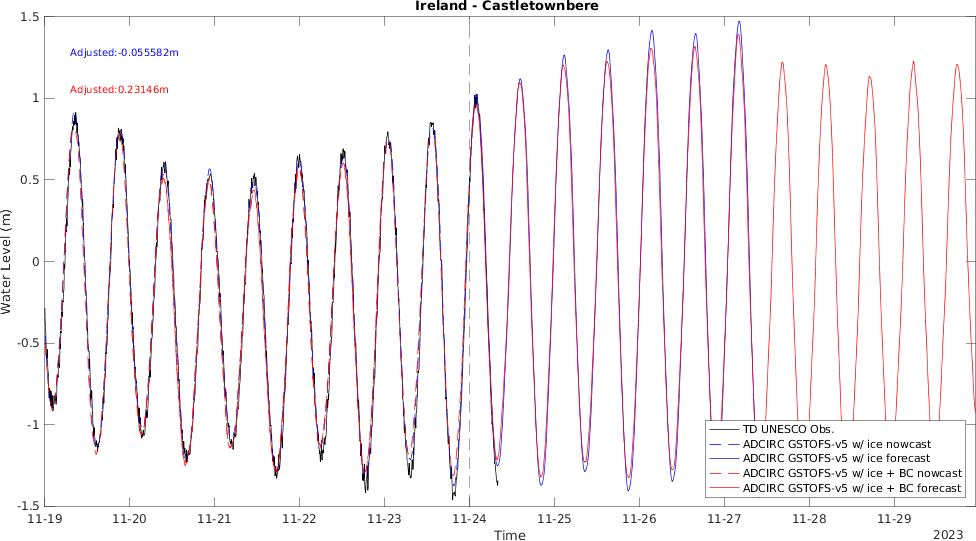 Ireland - Castletownbere
1.5
Adjusted:-0.055582m
Adjusted:0.23146m
1
0.5
0
-0.5
-1
-1.5
Water Level (m)
TD UNESCO Obs.
ADCIRC GSTOFS-v5 w/ ice nowcast
ADCIRC GSTOFS-v5 w/ ice forecast
ADCIRC GSTOFS-v5 w/ ice + BC nowcast
ADCIRC GSTOFS-v5 w/ ice + BC forecast
11-19 11-20 11-21 11-22 11-23 11-24 11-25 11-26 11-27 11-28 11-29
Time
2023